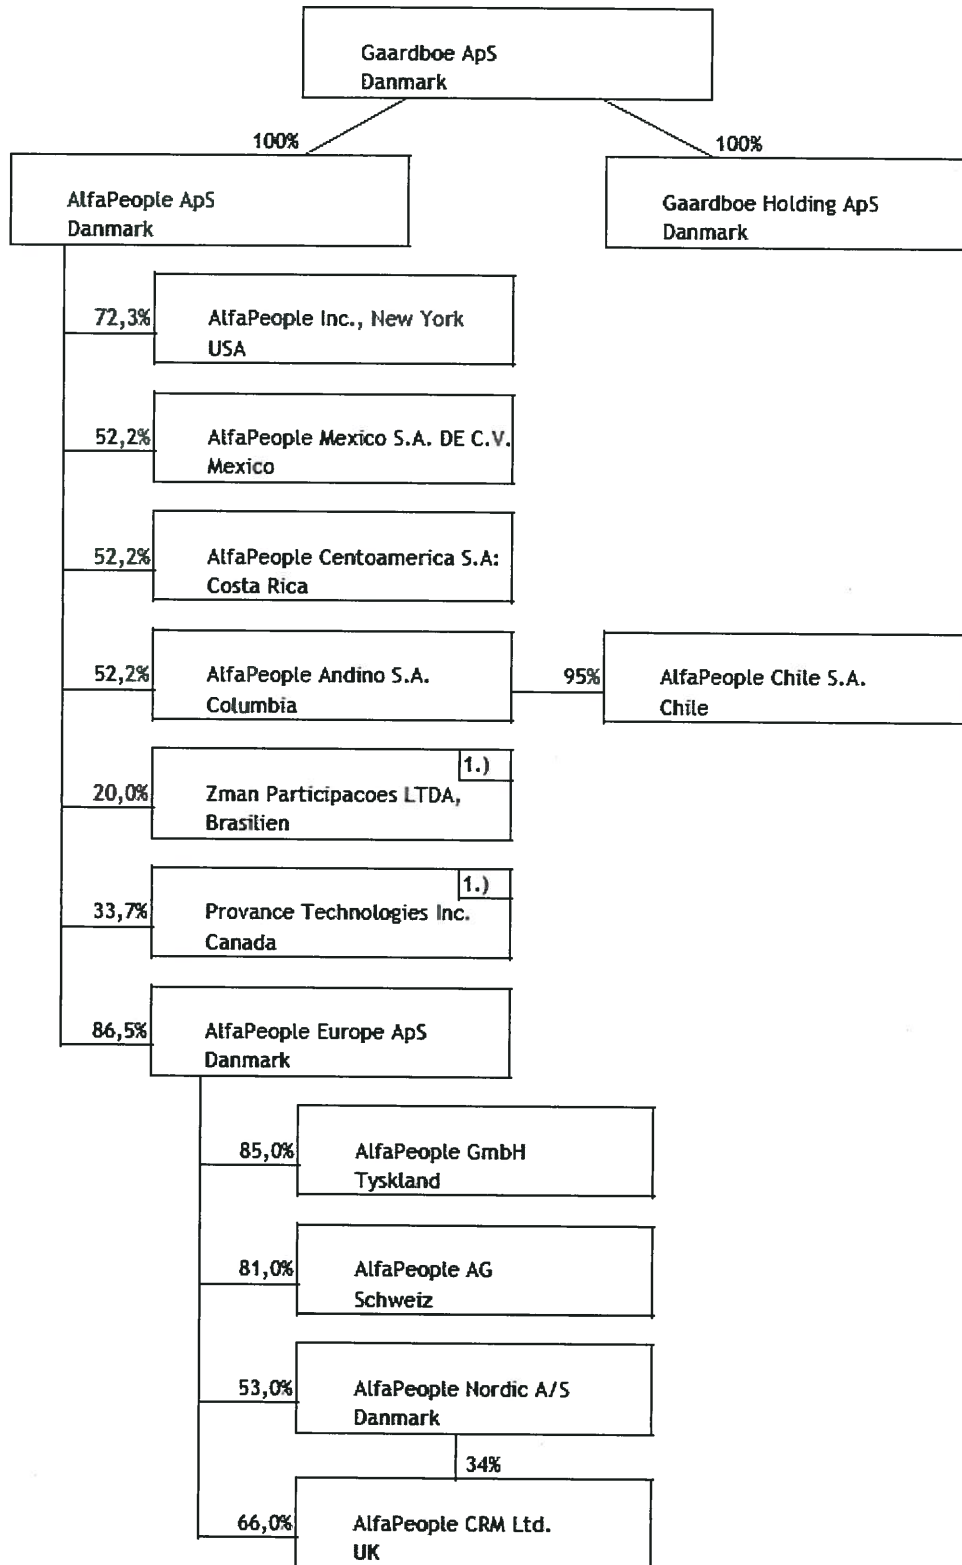 Gaardboe ApS
Danmark
100%
100%
AlfaPeople ApS
Danmark
Gaardboe Holding ApS
Danmark
72,3%
AlfaPeople Inc., New York
USA
52,2%
AlfaPeople Mexico S.A. DE C.V.
Mexico
52,2%
AlfaPeople Centoamerica S.A:
Costa Rica
52,2%
AlfaPeople Andino S.A.
Columbia
95%
AlfaPeople Chile S.A.
Chile
1.)
20,0%
Zman Participacoes LTDA,
Brasilien
1.)
33,7%
Provance Technologies Inc.
Canada
86,5%
AlfaPeople Europe ApS
Danmark
85,0%
AlfaPeople GmbH
Tyskland
81,0%
AlfaPeople AG
Schweiz
53,0%
AlfaPeople Nordic A/S
Danmark
34%
66,0%
AlfaPeople CRM Ltd.
UK